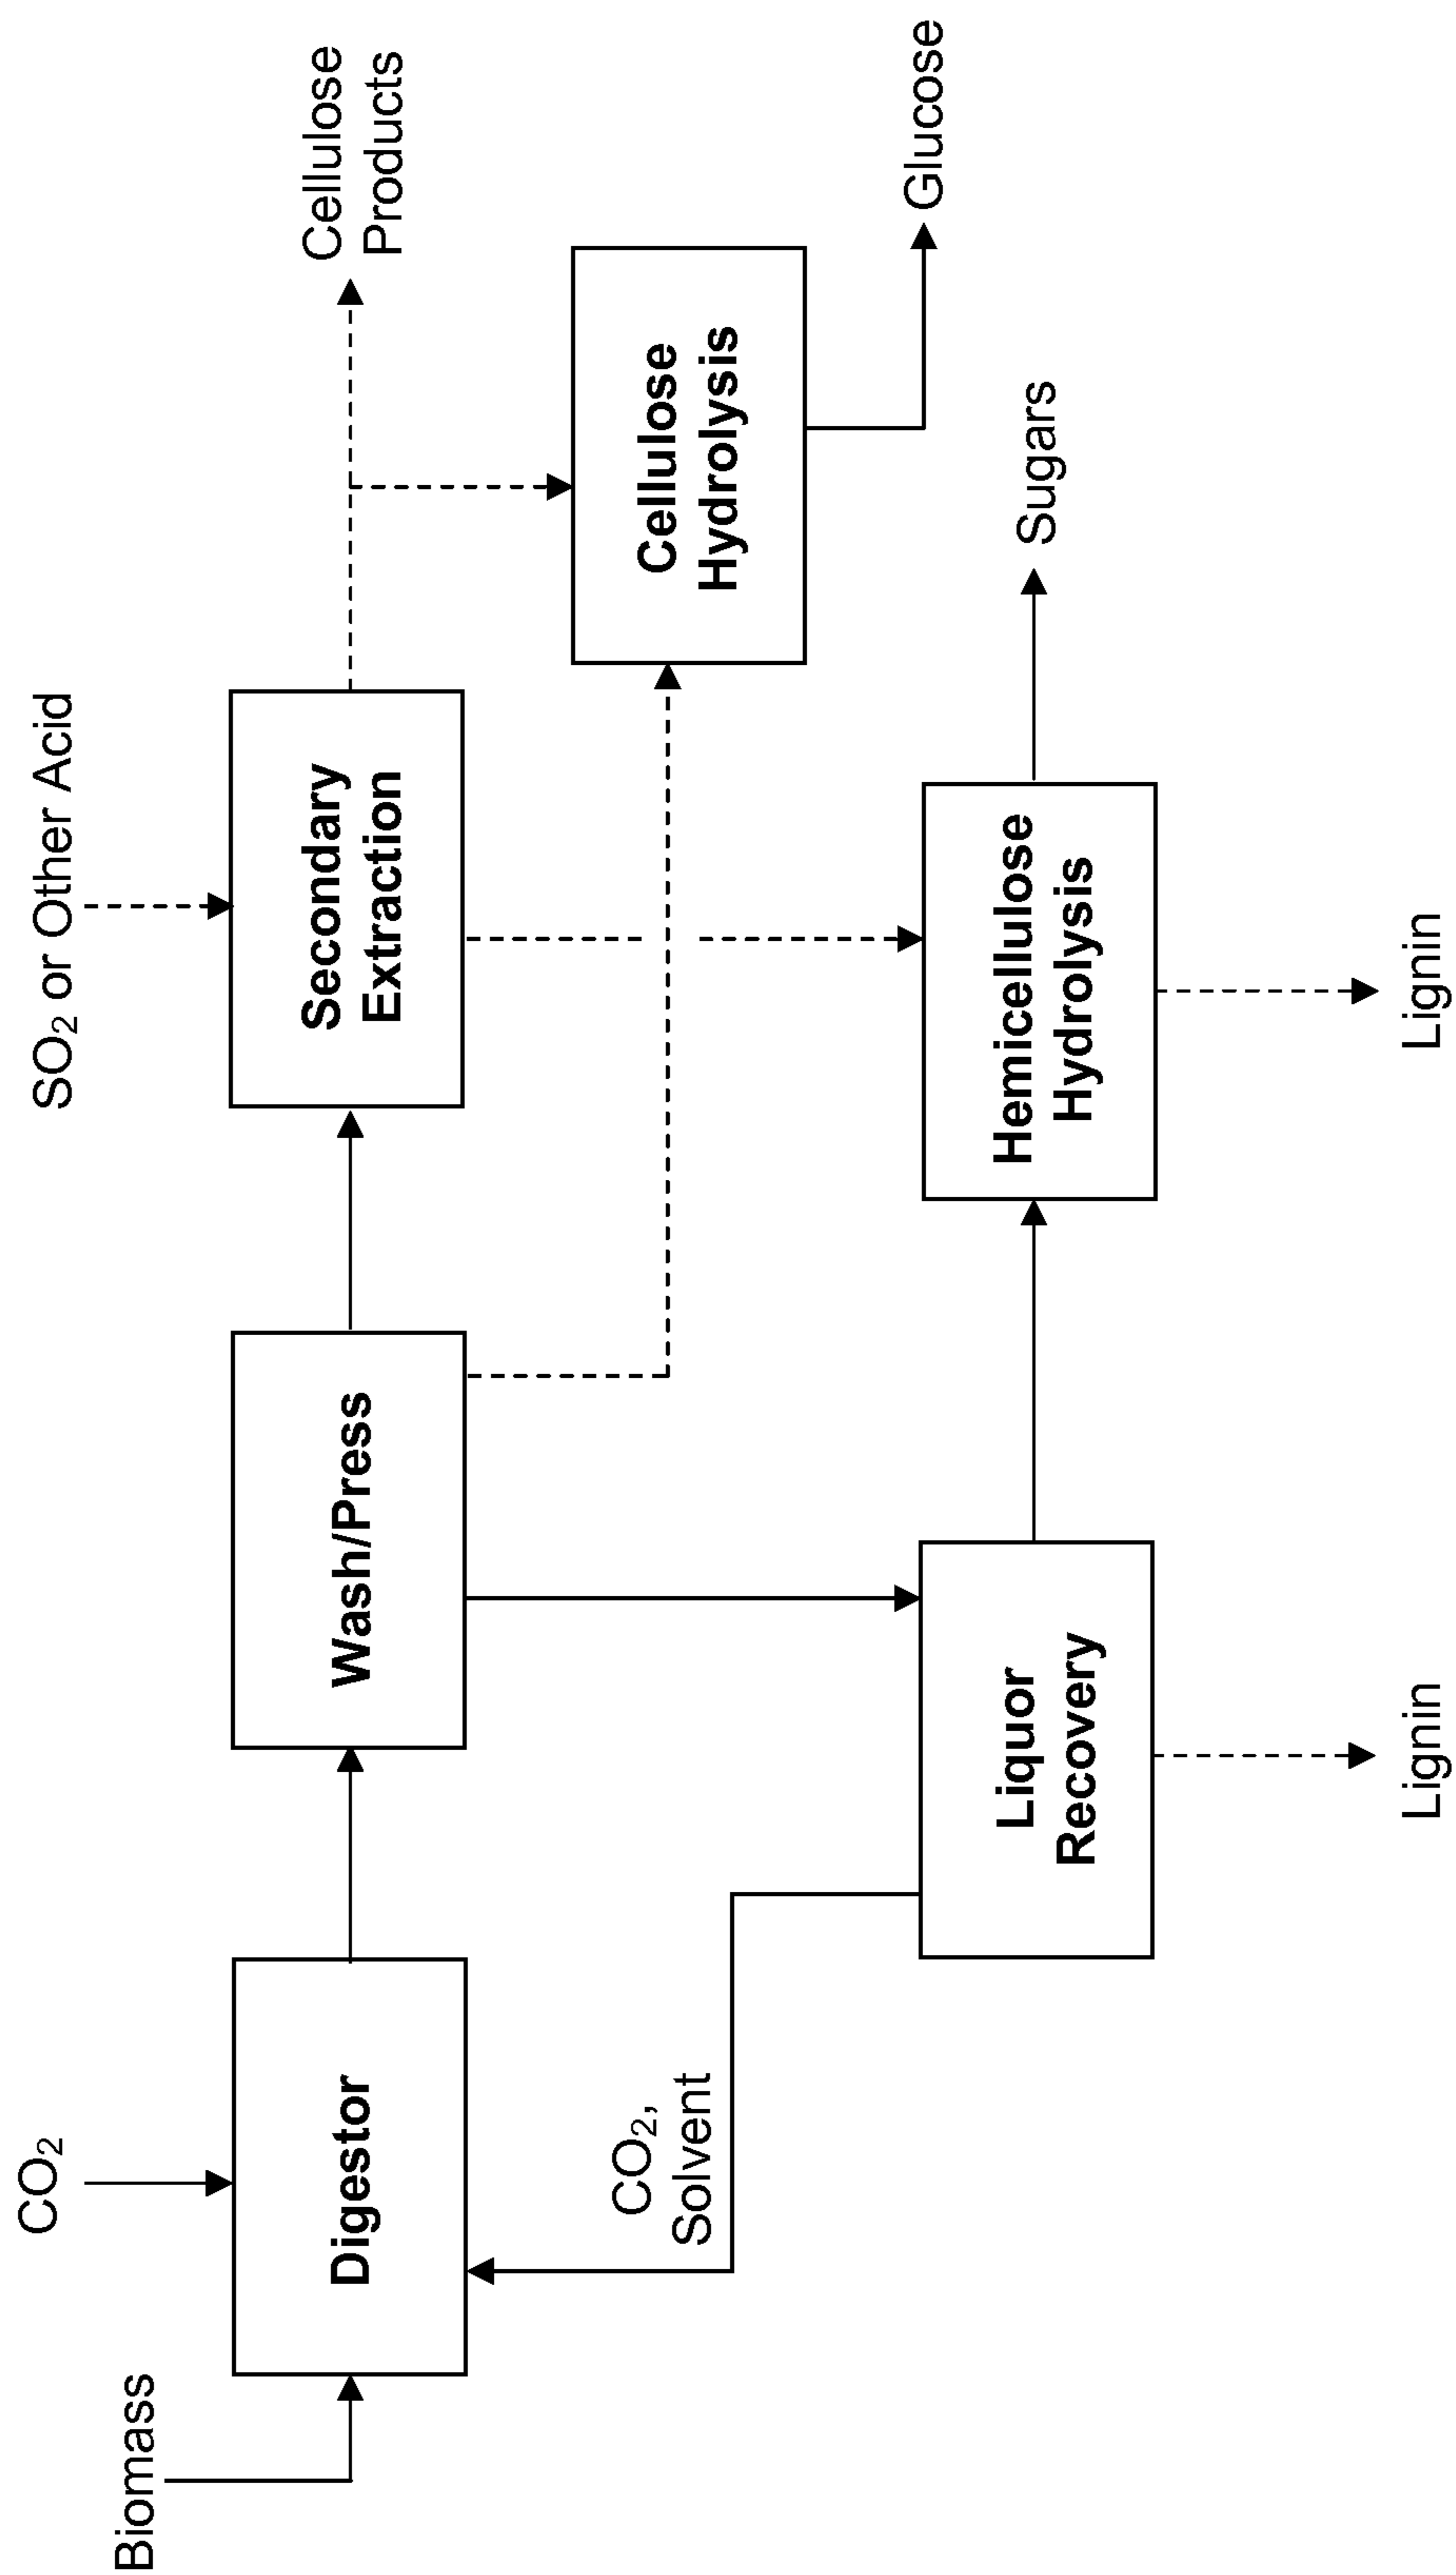 Biomass
CO₂
Digestor
CO₂,
Solvent
Wash/Press
Liquor
Recovery
Lignin
SO₂ or Other Acid
Secondary
Extraction
Hemicellulose
Hydrolysis
Lignin
Sugars
Cellulose
Hydrolysis
Glucose
Cellulose
Products